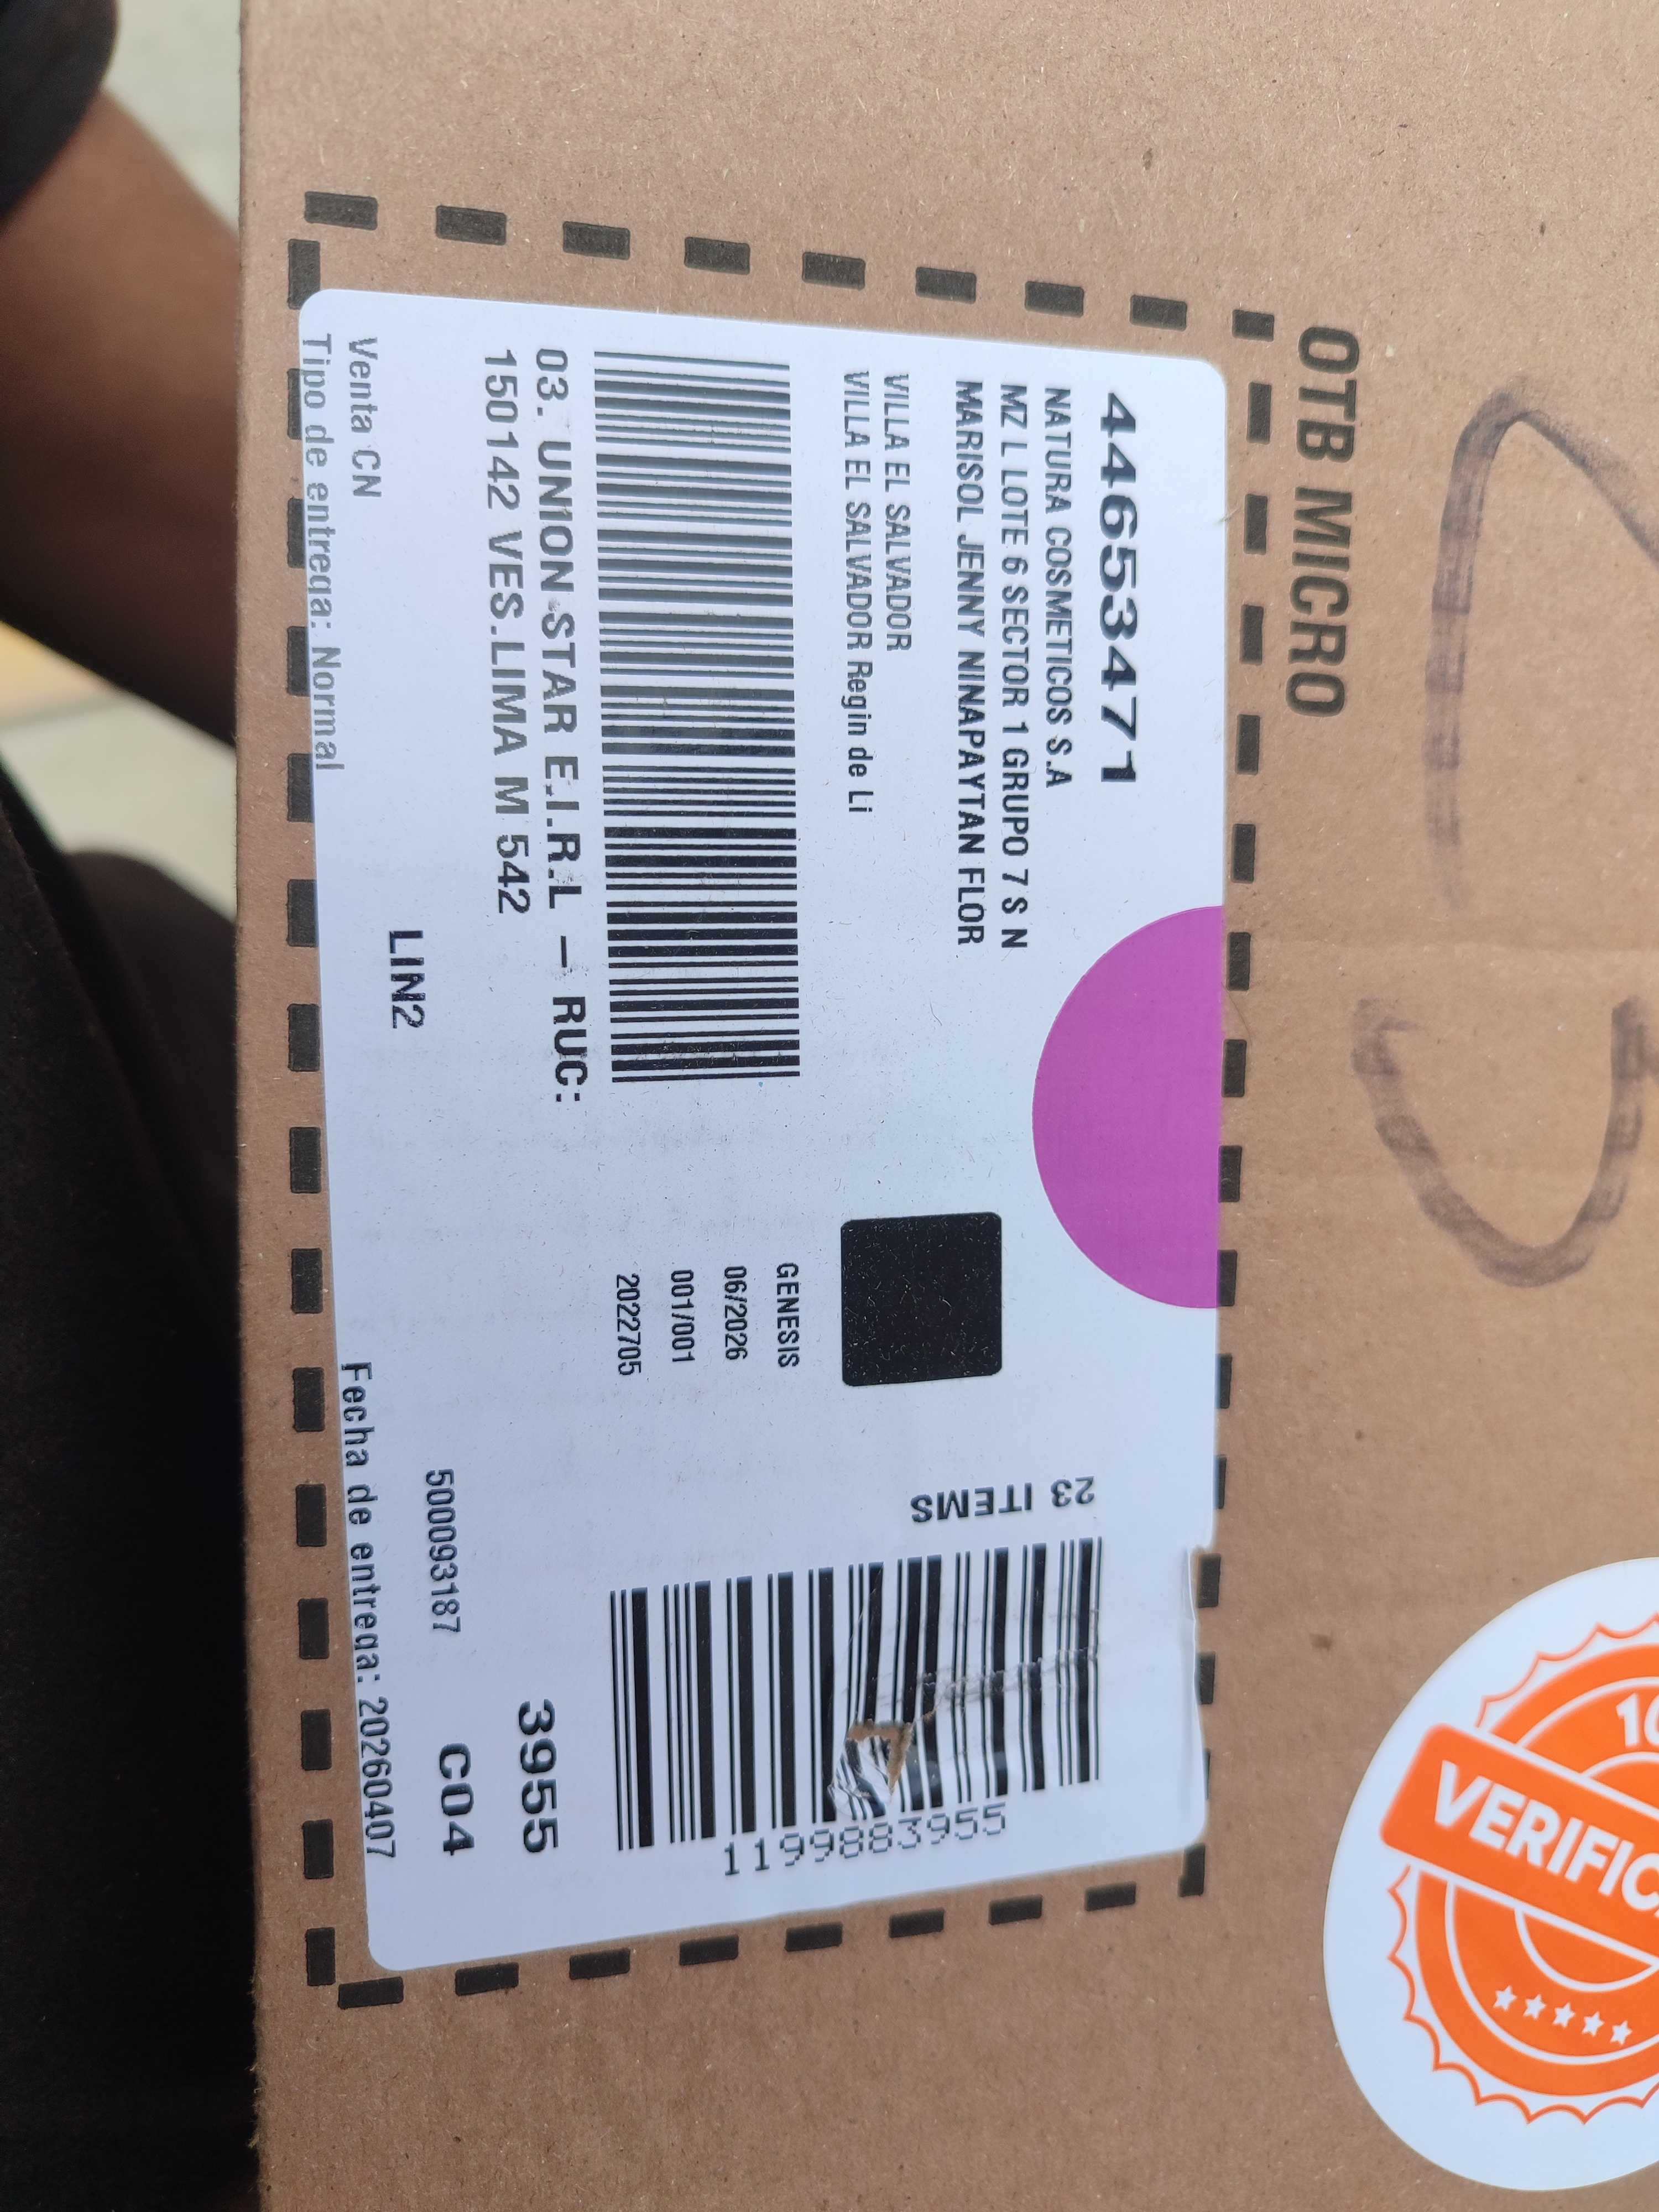 OTB MICRO
44653471
NATURA COSMETICOS S.A
MZ L LOTE 6 SECTOR 1 GRUPO 7 S N
MARISOL JENNY NINAPAYTAN FLOR
VILLA EL SALVADOR
VILLA EL SALVADOR Regin de Li
23 ITEMS
1199883955
GENESIS
06/2026
001/001
2022705
03. UNION STAR E.I.R.L – RUC:
150142 VES.LIMA M 542
3955
LIN2
500093187
C04
Venta CN
Tipo de entrega: Normal
Fecha de entrega: 20260407